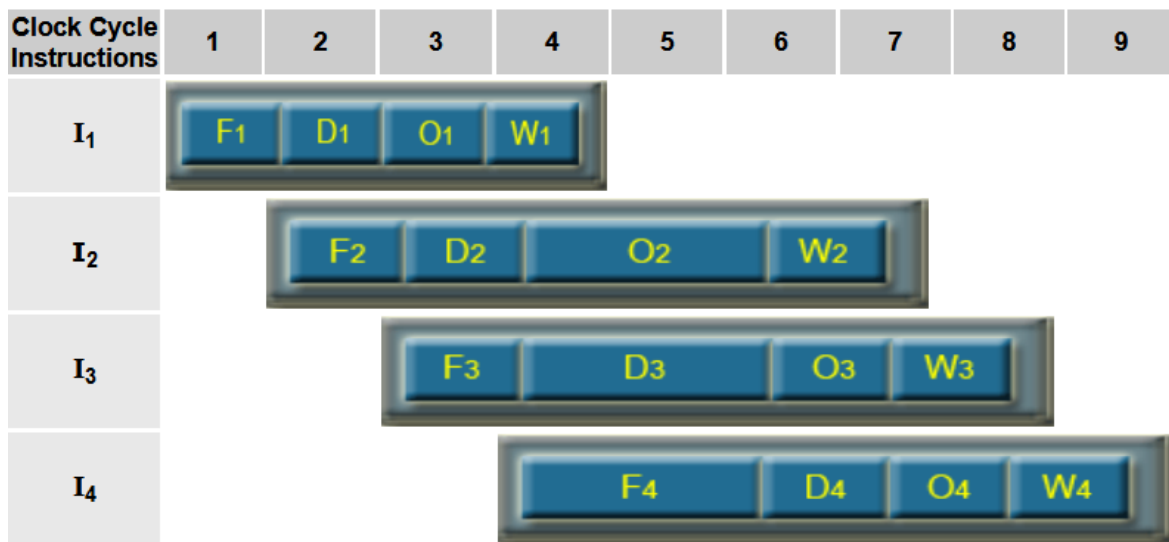 Clock Cycle 1 2 3 4 5 6 7 8 9
Instructions
I1 F1 D1 O1 W1
I2 F2 D2 O2 W2
I3 F3 D3 O3 W3
I4 F4 D4 O4 W4